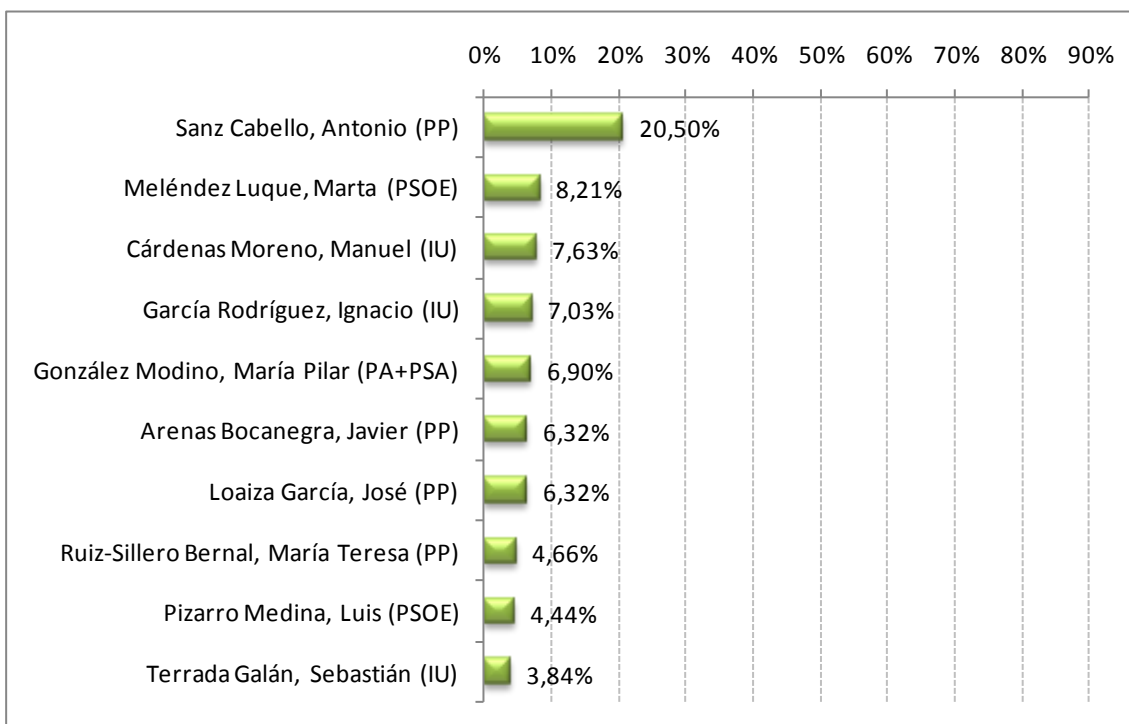 0% 10% 20% 30% 40% 50% 60% 70% 80% 90%
Sanz Cabello, Antonio (PP) 20,50%
Meléndez Luque, Marta (PSOE) 8,21%
Cárdenas Moreno, Manuel (IU) 7,63%
García Rodríguez, Ignacio (IU) 7,03%
González Modino, María Pilar (PA+PSA) 6,90%
Arenas Bocanegra, Javier (PP) 6,32%
Loaiza García, José (PP) 6,32%
Ruiz-Sillero Bernal, María Teresa (PP) 4,66%
Pizarro Medina, Luis (PSOE) 4,44%
Terrada Galán, Sebastián (IU) 3,84%